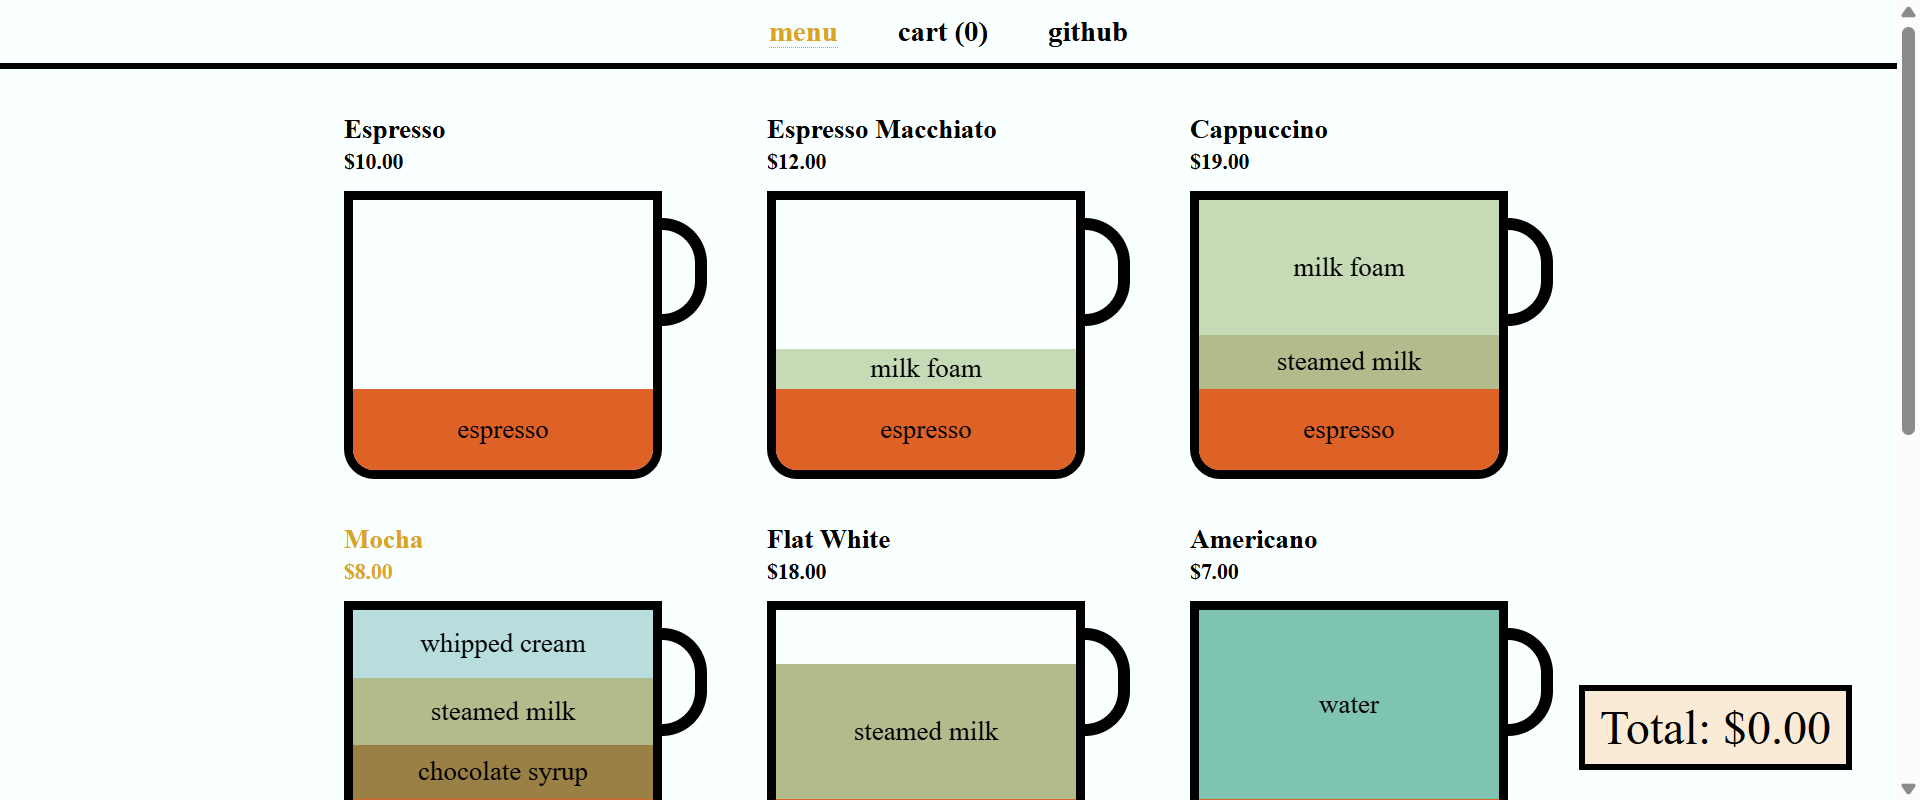 menu cart (0) github
Espresso
$10.00
espresso
Espresso Macchiato
$12.00
milk foam
espresso
Cappuccino
$19.00
milk foam
steamed milk
espresso
Mocha
$8.00
whipped cream
steamed milk
chocolate syrup
Flat White
$18.00
steamed milk
Americano
$7.00
water
Total: $0.00